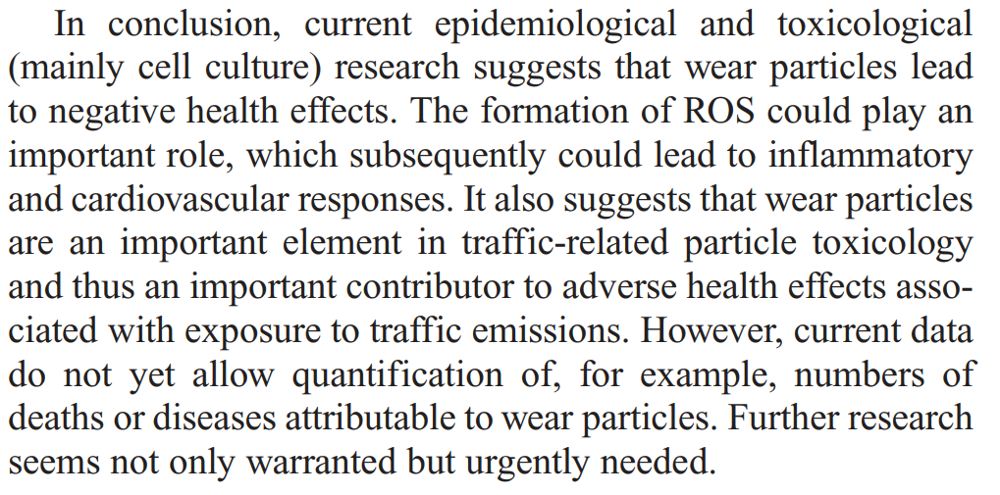 In conclusion, current epidemiological and toxicological
(mainly cell culture) research suggests that wear particles lead
to negative health effects. The formation of ROS could play an
important role, which subsequently could lead to inflammatory
and cardiovascular responses. It also suggests that wear particles
are an important element in traffic-related particle toxicology
and thus an important contributor to adverse health effects asso-
ciated with exposure to traffic emissions. However, current data
do not yet allow quantification of, for example, numbers of
deaths or diseases attributable to wear particles. Further research
seems not only warranted but urgently needed.